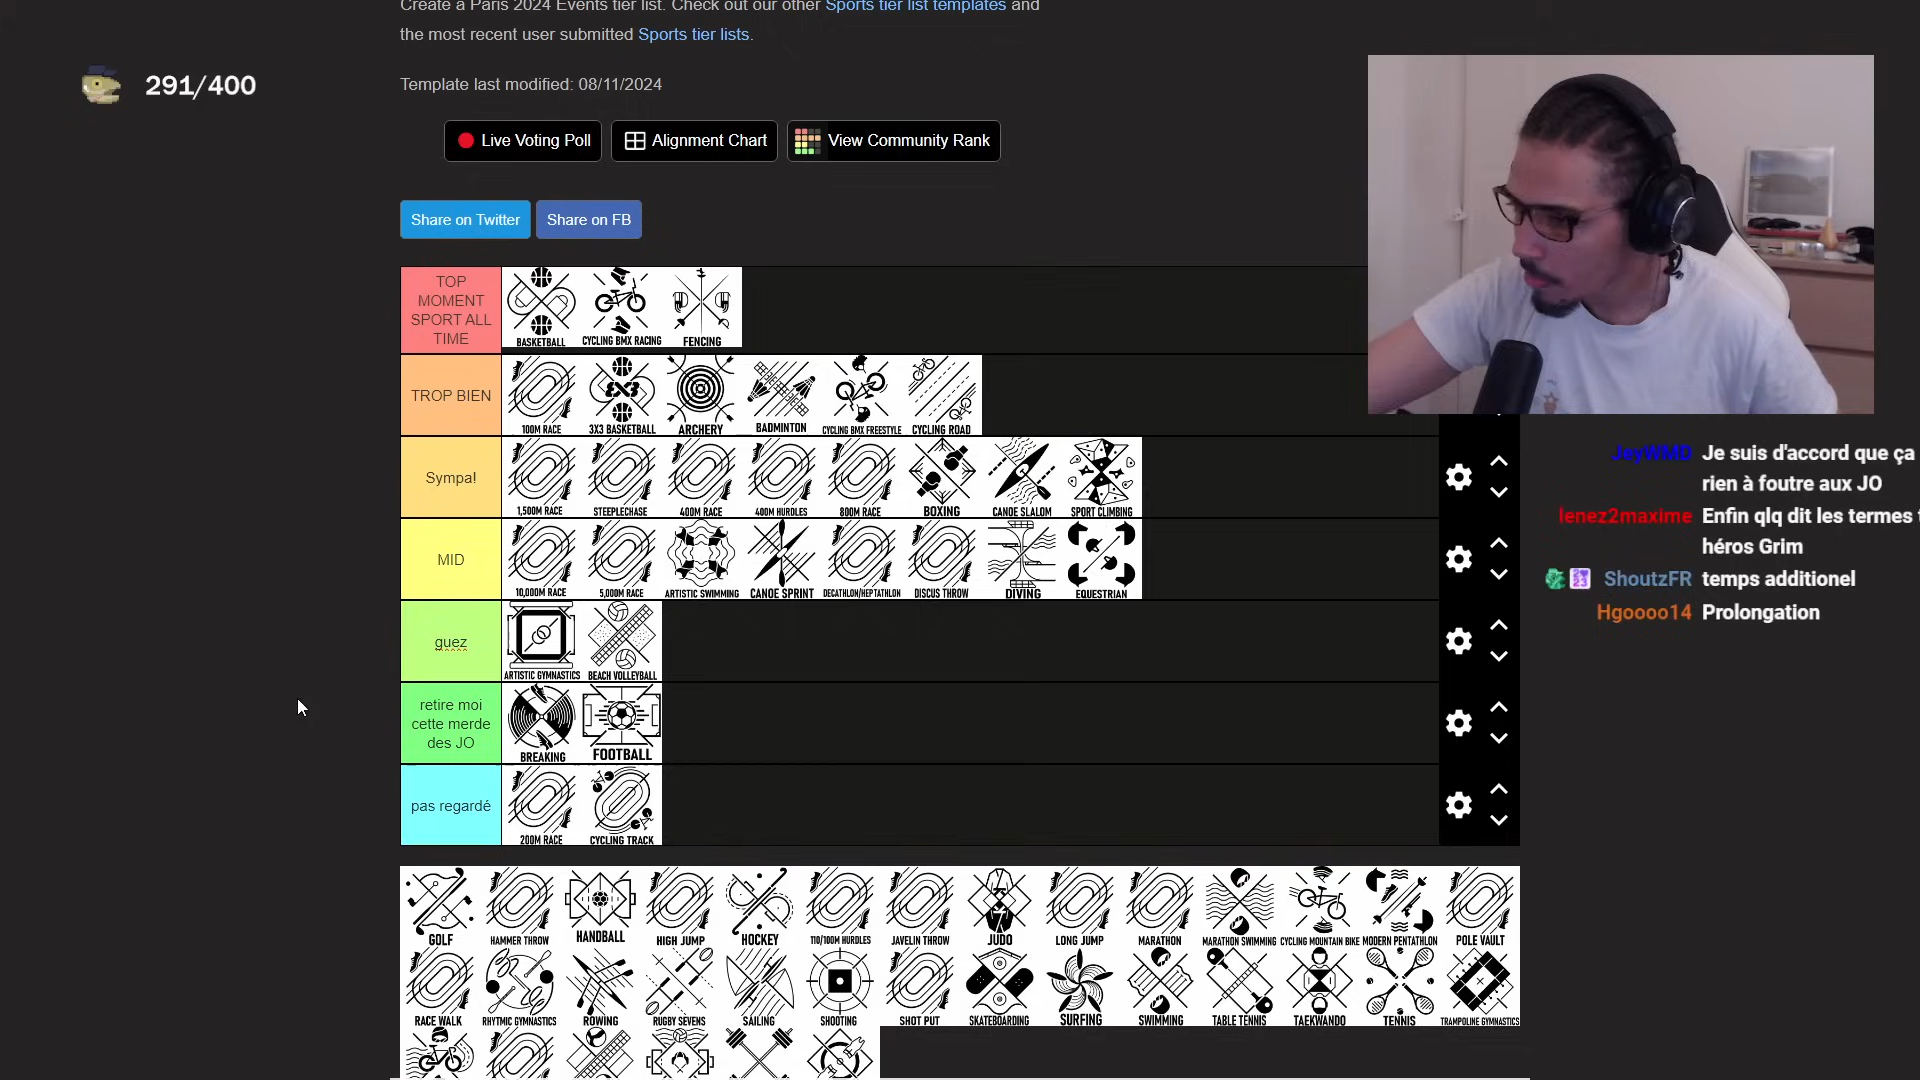 Create a Paris 2024 Events tier list. Check out our other Sports tier list templates and
the most recent user submitted Sports tier lists.
291/400
Template last modified: 08/11/2024
Live Voting Poll
Alignment Chart
View Community Rank
Share on Twitter
Share on FB
TOP
MOMENT
SPORT ALL
TIME
BASKETBALL
CYCLING BMX RACING
FENCING
TROP BIEN
100M RACE
3X3 BASKETBALL
ARCHERY
BADMINTON
CYCLING BMX FREESTYLE
CYCLING ROAD
Sympa!
1,500M RACE
STEEPLECHASE
400M RACE
400M HURDLES
800M RACE
BOXING
CANOE SLALOM
SPORT CLIMBING
MID
10,000M RACE
5,000M RACE
ARTISTIC SWIMMING
CANOE SPRINT
DECATHLON/HEPTATHLON
DISCUS THROW
DIVING
EQUESTRIAN
guez
ARTISTIC GYMNASTICS
BEACH VOLLEYBALL
retire moi
cette merde
des JO
BREAKING
FOOTBALL
pas regardé
200M RACE
CYCLING TRACK
GOLF
HAMMER THROW
HANDBALL
HIGH JUMP
HOCKEY
110/100M HURDLES
JAVELIN THROW
JUDO
LONG JUMP
MARATHON
MARATHON SWIMMING
CYCLING MOUNTAIN BIKE
MODERN PENTATHLON
POLE VAULT
RACE WALK
RHYTMIC GYMNASTICS
ROWING
RUGBY SEVENS
SAILING
SHOOTING
SHOT PUT
SKATEBOARDING
SURFING
SWIMMING
TABLE TENNIS
TAEKWANDO
TENNIS
TRAMPOLINE GYMNASTICS
JeyWMD Je suis d'accord que ça
rien à foutre aux JO
lenez2maxime Enfin qlq dit les termes
héros Grim
ShoutzFR temps additionel
Hgoooo14 Prolongation